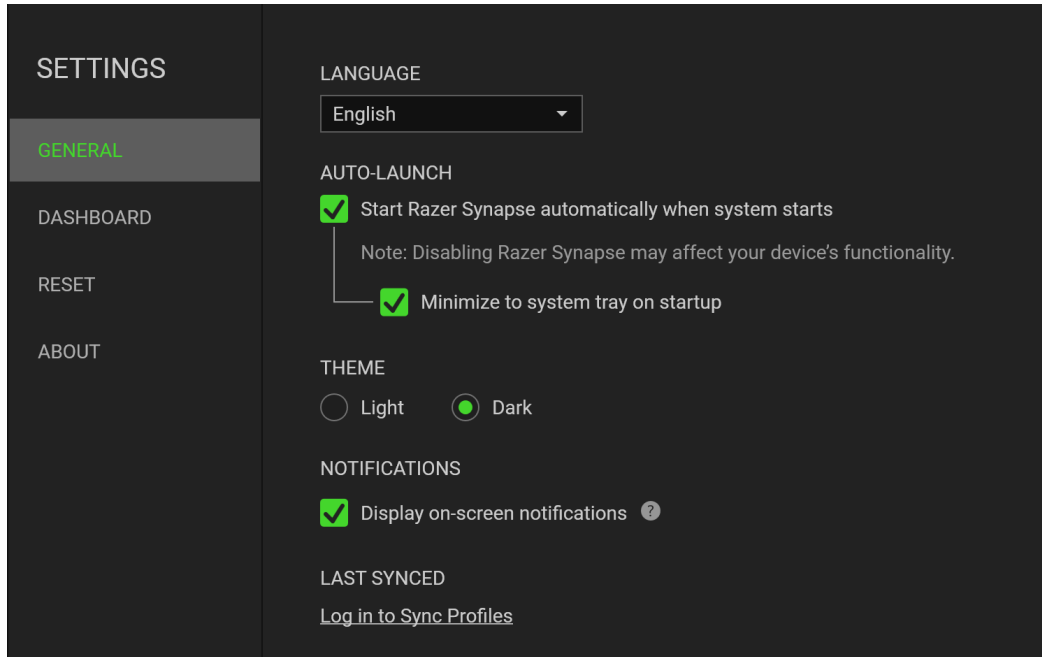 SETTINGS
GENERAL
DASHBOARD
RESET
ABOUT
LANGUAGE
English
AUTO-LAUNCH
Start Razer Synapse automatically when system starts
Note: Disabling Razer Synapse may affect your device’s functionality.
Minimize to system tray on startup
THEME
Light Dark
NOTIFICATIONS
Display on-screen notifications ?
LAST SYNCED
Log in to Sync Profiles